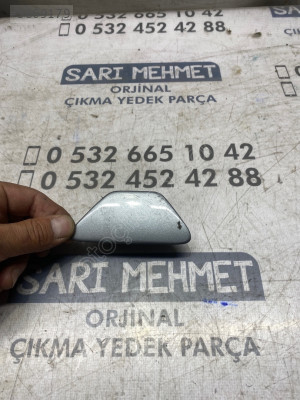 0 532 665 10 42
0 532 452 42 88
SARI MEHMET
ORJİNAL
ÇIKMA YEDEK PARÇA
0 532 665 10 42
0 532 452 42 88
SARI MEHMET
ORJİNAL
ÇIKMA YEDEK PARÇA